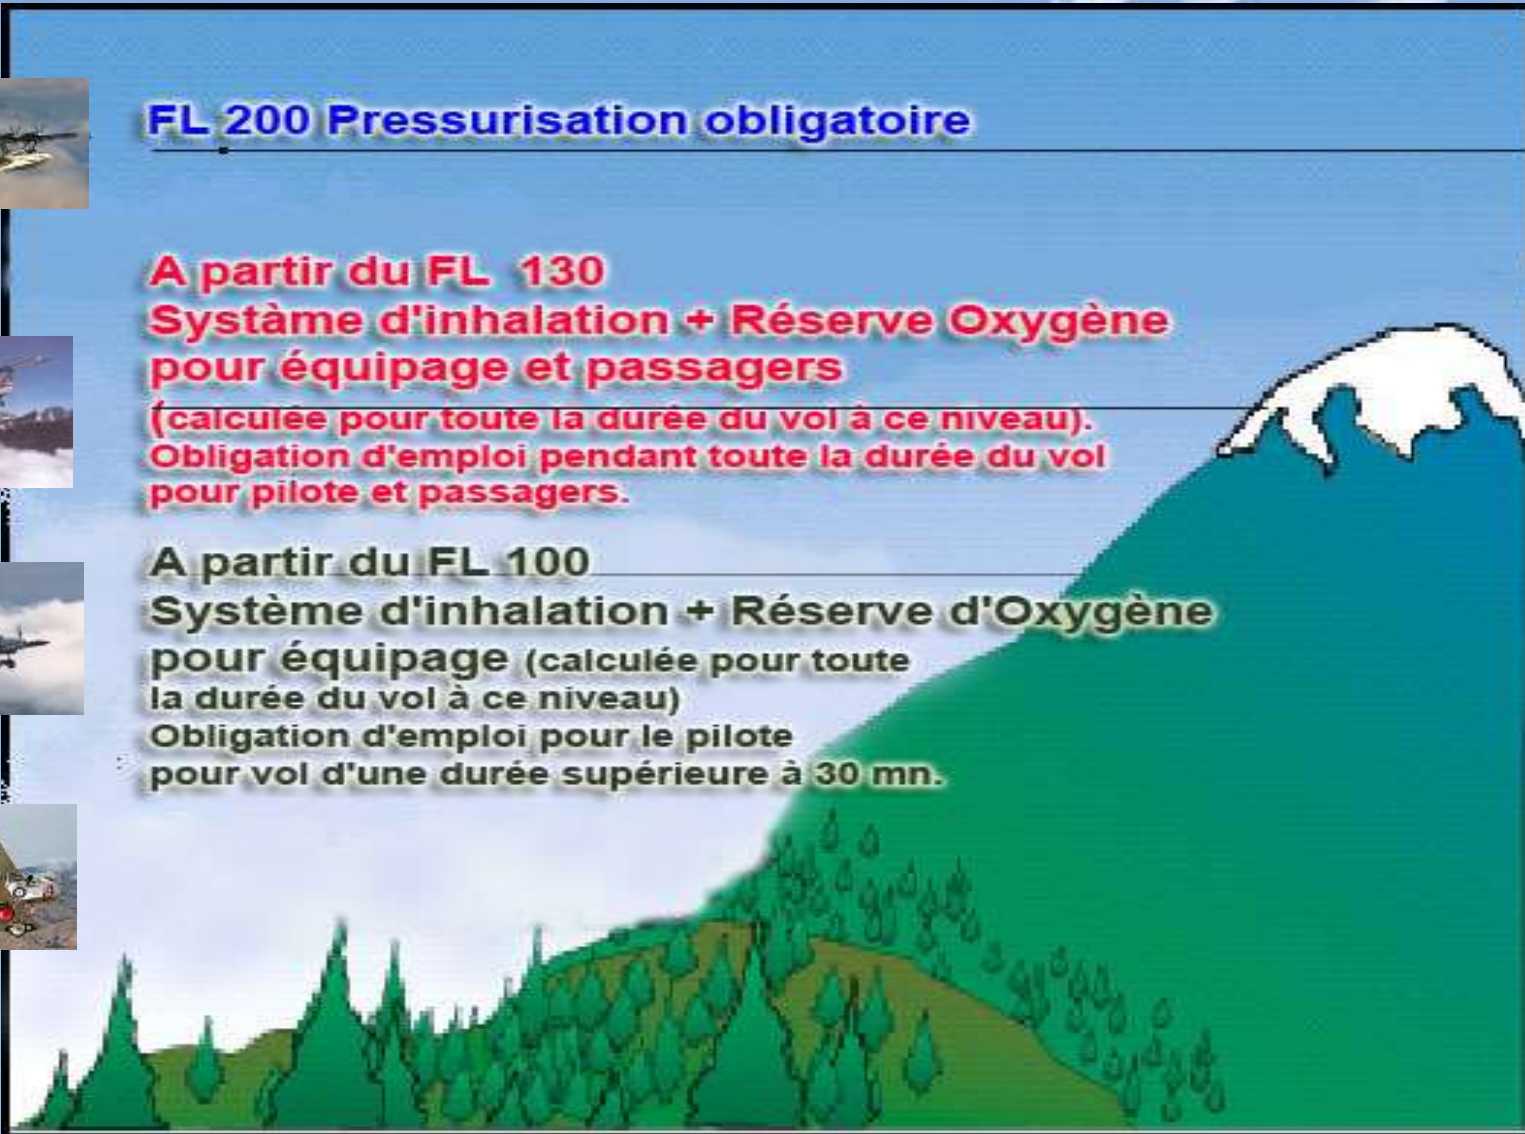 FL 200 Pressurisation obligatoire
A partir du FL 130
Systàme d'inhalation + Réserve Oxygène
pour équipage et passagers
(calculée pour toute la durée du vol à ce niveau).
Obligation d'emploi pendant toute la durée du vol
pour pilote et passagers.
A partir du FL 100
Système d'inhalation + Réserve d'Oxygène
pour équipage (calculée pour toute
la durée du vol à ce niveau)
Obligation d'emploi pour le pilote
pour vol d'une durée supérieure à 30 mn.